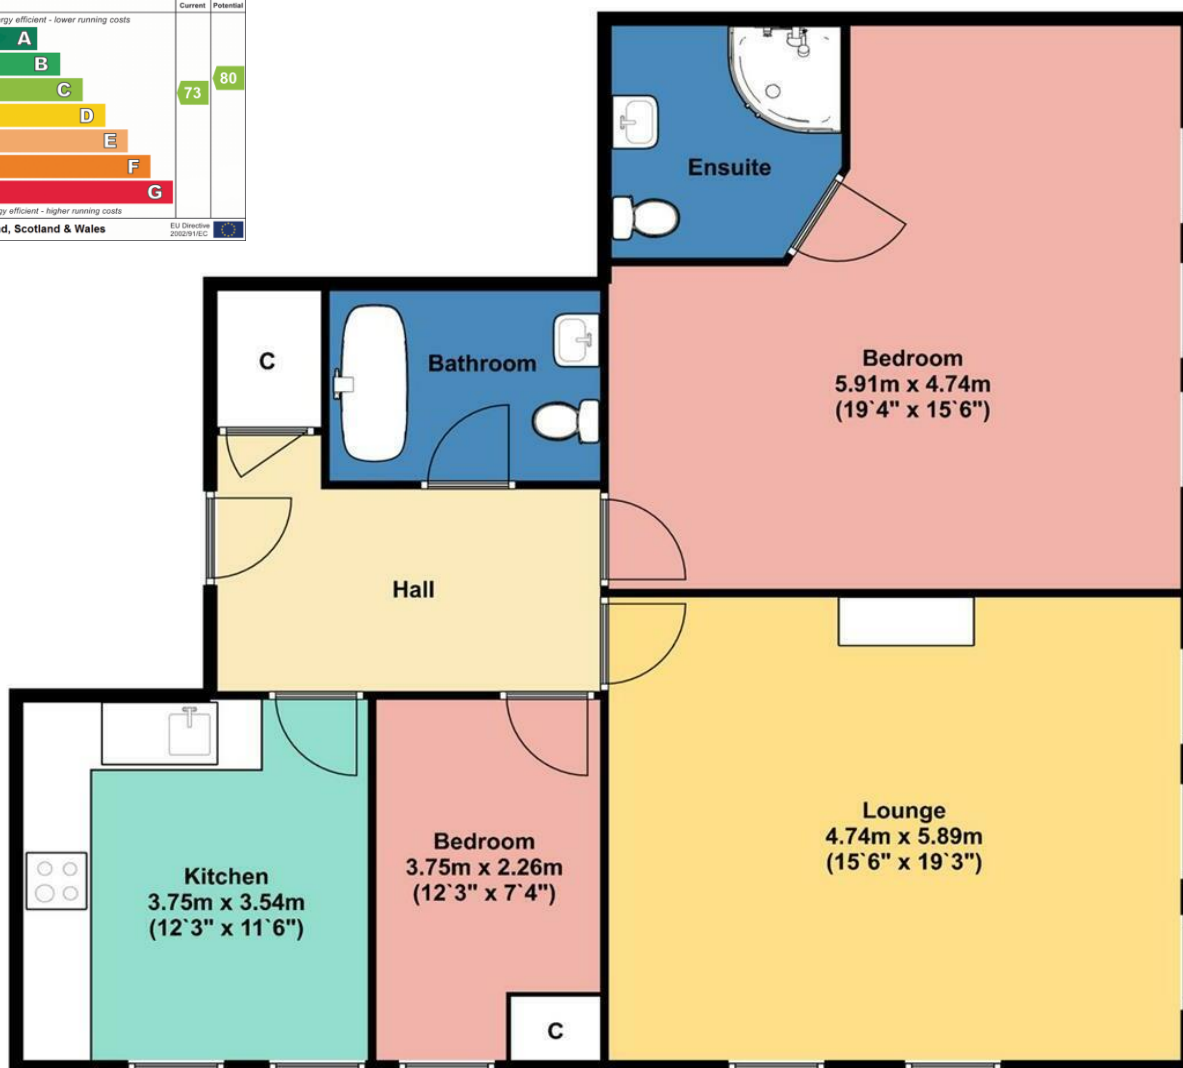 Current Potential
energy efficient - lower running costs
A
B
C
D
E
F
G
73
80
energy efficient - higher running costs
Scotland & Wales
EU Directive
2002/91/EC
Ensuite
Bedroom
5.91m x 4.74m
(19`4" x 15`6")
C
Bathroom
Hall
Lounge
4.74m x 5.89m
(15`6" x 19`3")
Bedroom
3.75m x 2.26m
(12`3" x 7`4")
Kitchen
3.75m x 3.54m
(12`3" x 11`6")
C